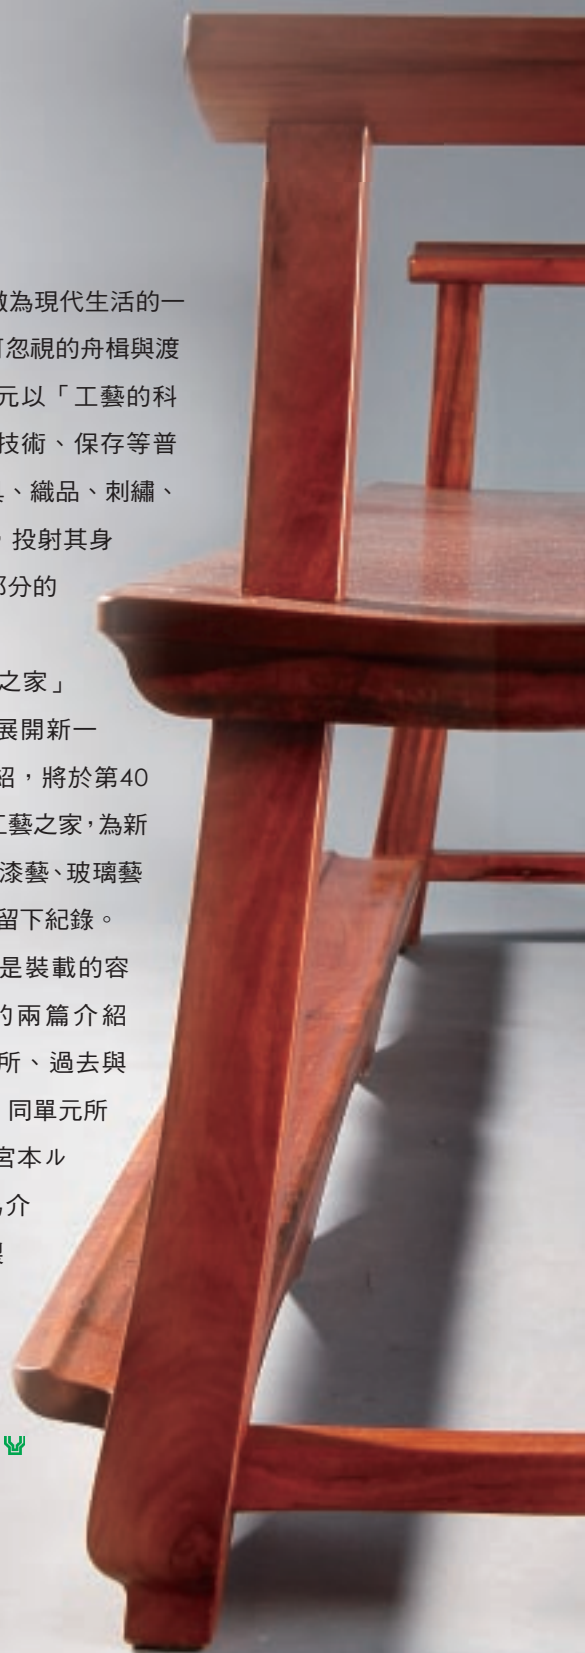 為現代生活的一
忽視的舟楫與渡
元以「工藝的科
技術、保存等普
、織品、刺繡、
，投射其身
部分的
之家」
展開新一
紹，將於第40
工藝之家，為新
漆藝、玻璃藝
留下紀錄。
是裝載的容
的兩篇介紹
所、過去與
同單元所
宮本ル
介